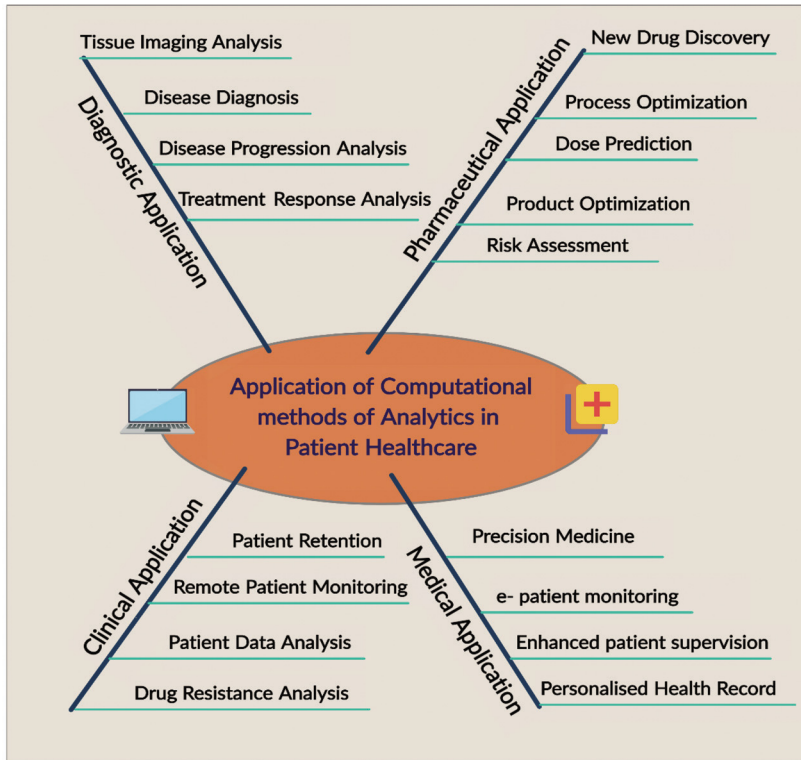 Tissue Imaging Analysis
Disease Diagnosis
Disease Progression Analysis
Treatment Response Analysis
Diagnostic Application
New Drug Discovery
Process Optimization
Dose Prediction
Product Optimization
Risk Assessment
Pharmaceutical Application
Application of Computational
methods of Analytics in
Patient Healthcare
Patient Retention
Remote Patient Monitoring
Patient Data Analysis
Drug Resistance Analysis
Clinical Application
Precision Medicine
e- patient monitoring
Enhanced patient supervision
Personalised Health Record
Medical Application